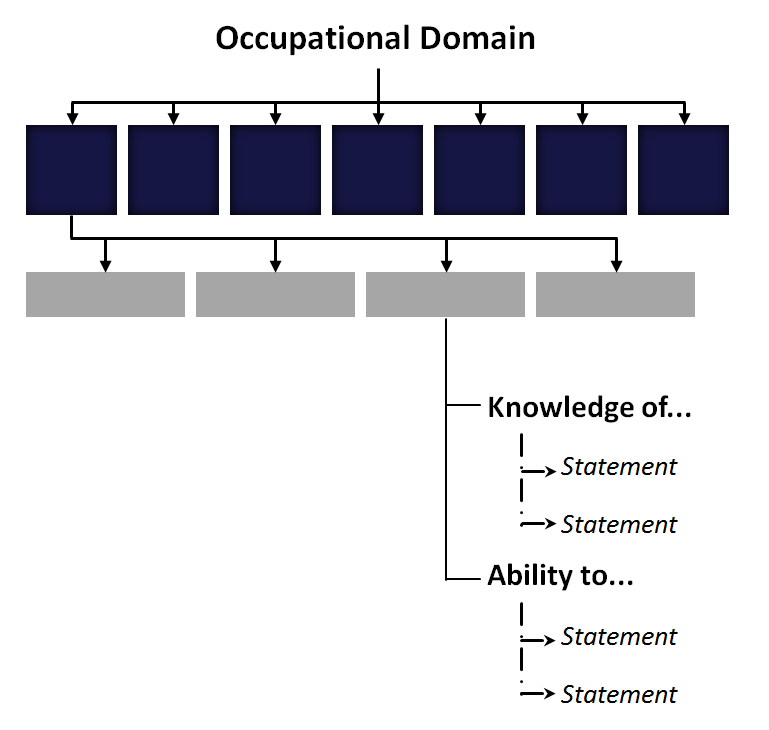 Occupational Domain
Knowledge of...
Statement
Statement
Ability to...
Statement
Statement